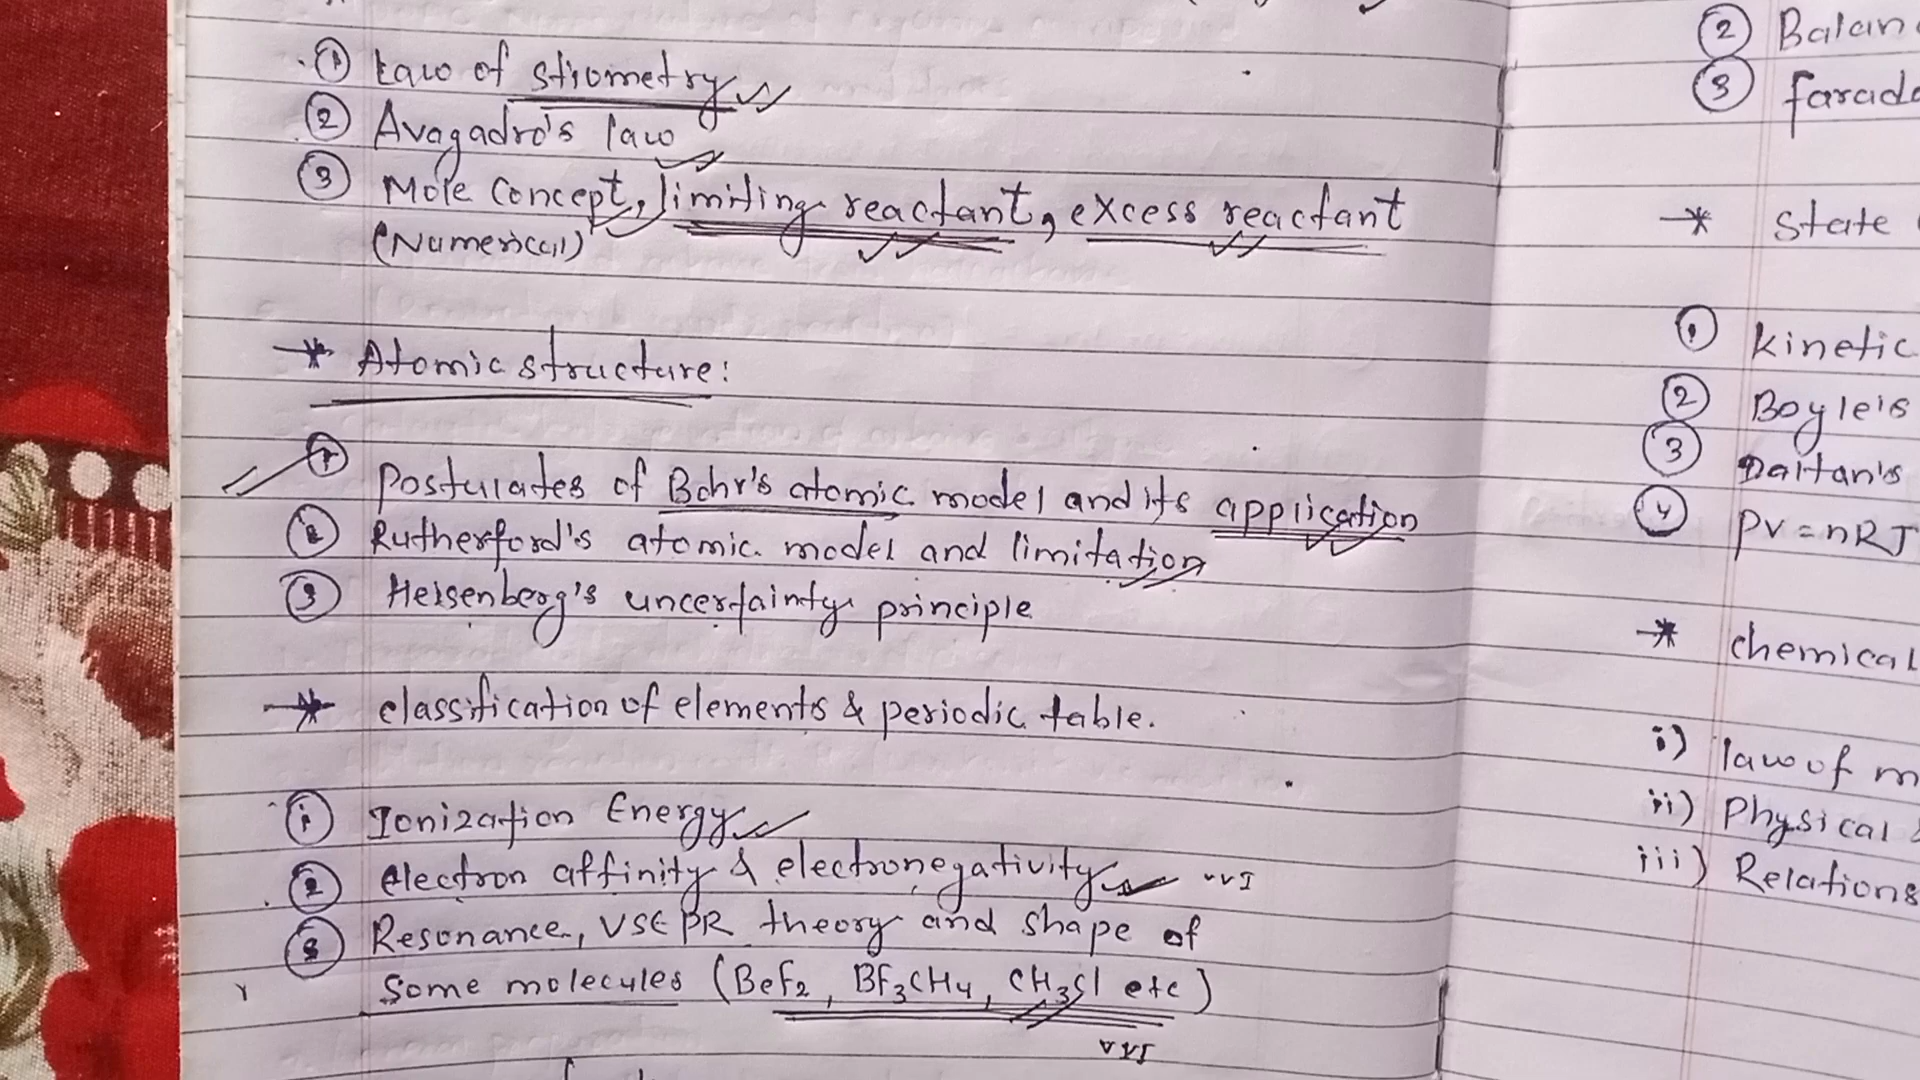 ① Law of stiometry
② Avagadro's law
③ Mole concept, limiting reactant, excess reactant
(Numerical)
* Atomic structure:
① Postulates of Bohr's atomic model and its application
② Rutherford's atomic model and limitation
③ Heisenberg's uncertainty principle
* classification of elements & periodic table.
① Ionization Energy
② electron affinity & electronegativity vvI
③ Resonance, VSEPR theory and shape of
some molecules (BeF2, BF3CH4, CH3Cl etc)
vvI
② Balan
③ farada
* state
① kinetic
② Boyle's
③ Daltan's
④ PV=nRT
* chemical
i) law of m
ii) Physical
iii) Relations